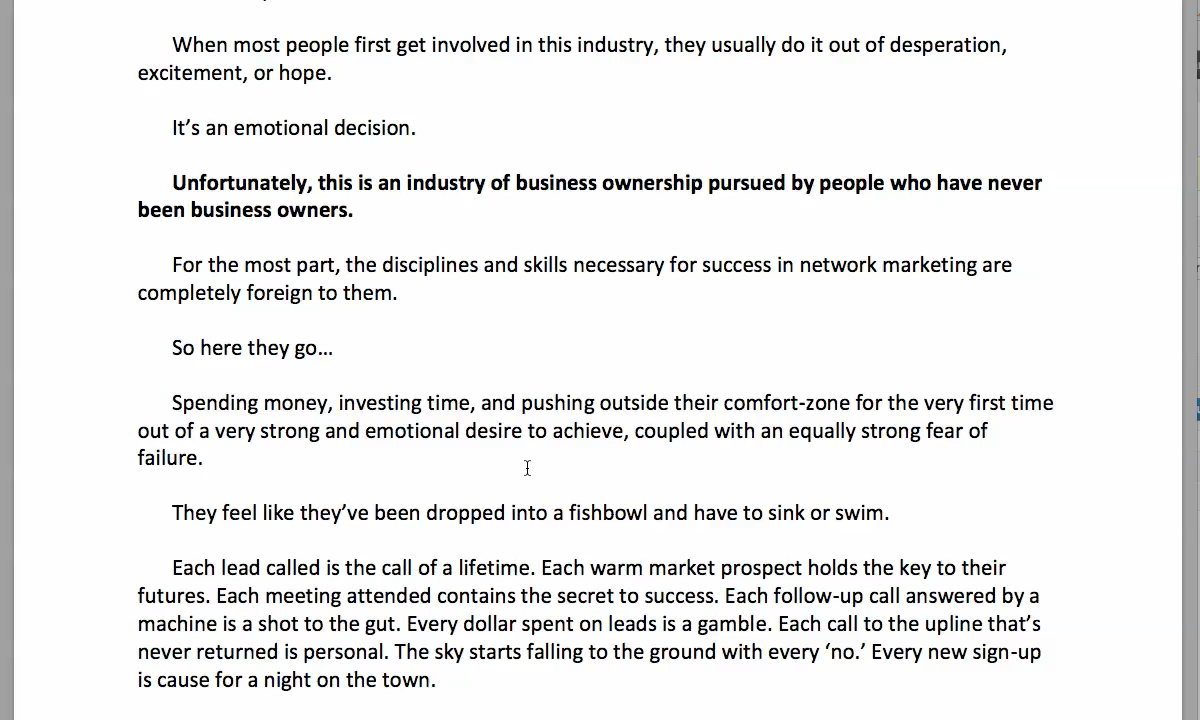 When most people first get involved in this industry, they usually do it out of desperation,
excitement, or hope.
It’s an emotional decision.
Unfortunately, this is an industry of business ownership pursued by people who have never
been business owners.
For the most part, the disciplines and skills necessary for success in network marketing are
completely foreign to them.
So here they go…
Spending money, investing time, and pushing outside their comfort-zone for the very first time
out of a very strong and emotional desire to achieve, coupled with an equally strong fear of
failure.
They feel like they’ve been dropped into a fishbowl and have to sink or swim.
Each lead called is the call of a lifetime. Each warm market prospect holds the key to their
futures. Each meeting attended contains the secret to success. Each follow-up call answered by a
machine is a shot to the gut. Every dollar spent on leads is a gamble. Each call to the upline that’s
never returned is personal. The sky starts falling to the ground with every ‘no.’ Every new sign-up
is cause for a night on the town.